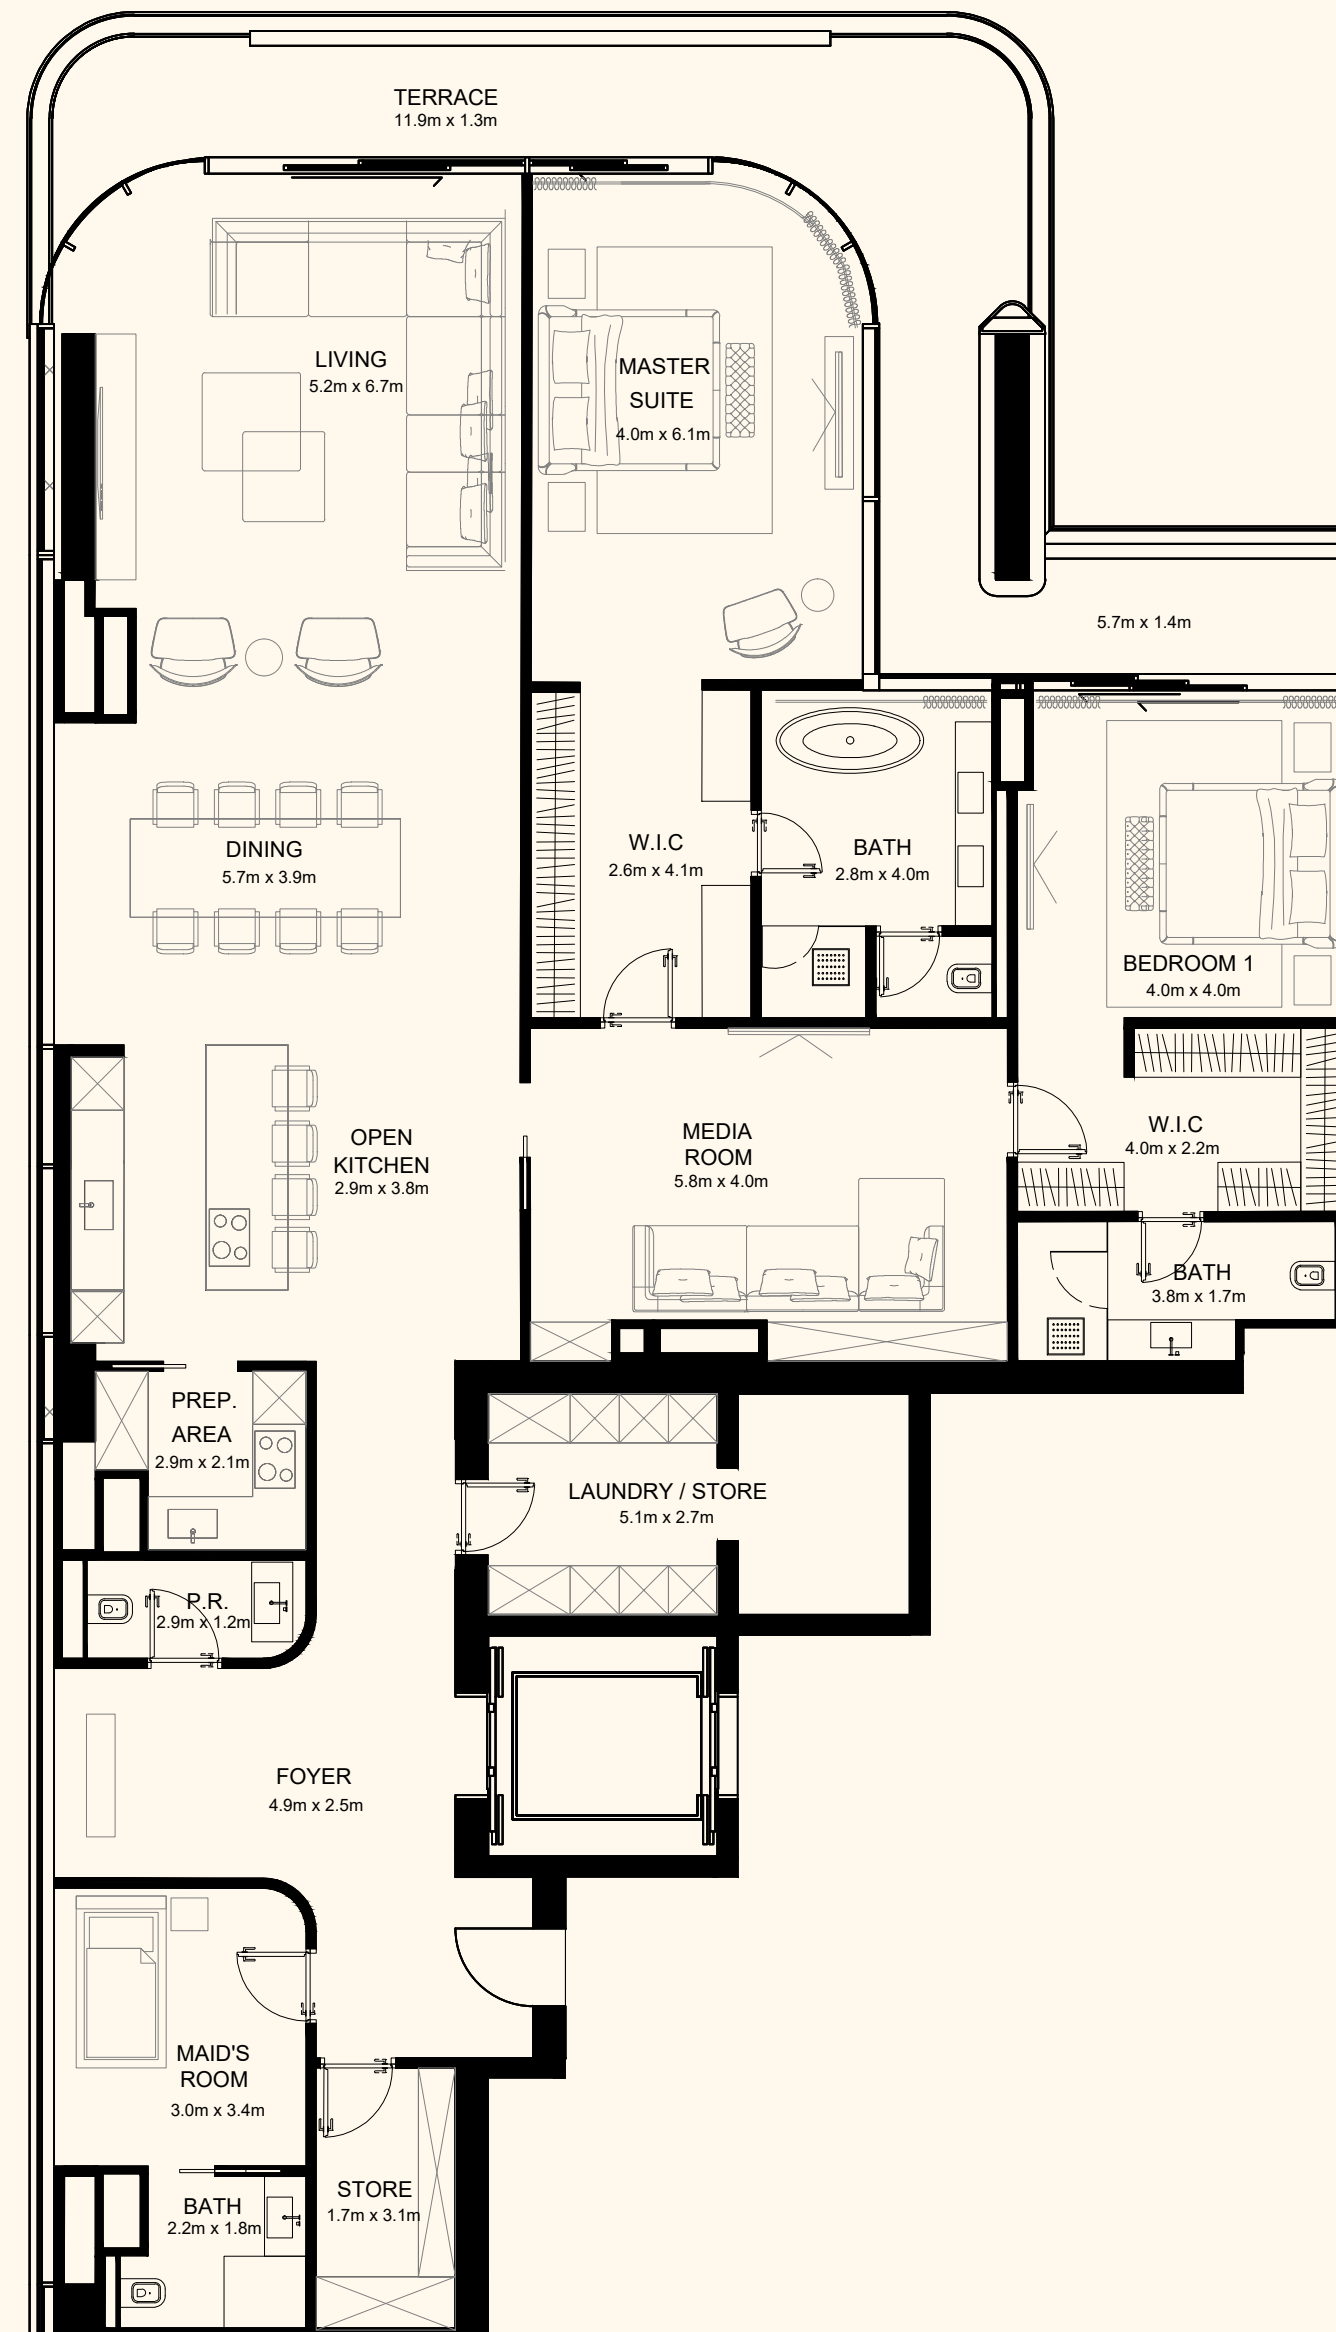 TERRACE
11.9m x 1.3m
LIVING
5.2m x 6.7m
MASTER
SUITE
4.0m x 6.1m
5.7m x 1.4m
DINING
5.7m x 3.9m
W.I.C
2.6m x 4.1m
BATH
2.8m x 4.0m
BEDROOM 1
4.0m x 4.0m
OPEN
KITCHEN
2.9m x 3.8m
MEDIA
ROOM
5.8m x 4.0m
W.I.C
4.0m x 2.2m
BATH
3.8m x 1.7m
PREP.
AREA
2.9m x 2.1m
LAUNDRY / STORE
5.1m x 2.7m
P.R.
2.9m x 1.2m
FOYER
4.9m x 2.5m
MAID'S
ROOM
3.0m x 3.4m
BATH
2.2m x 1.8m
STORE
1.7m x 3.1m